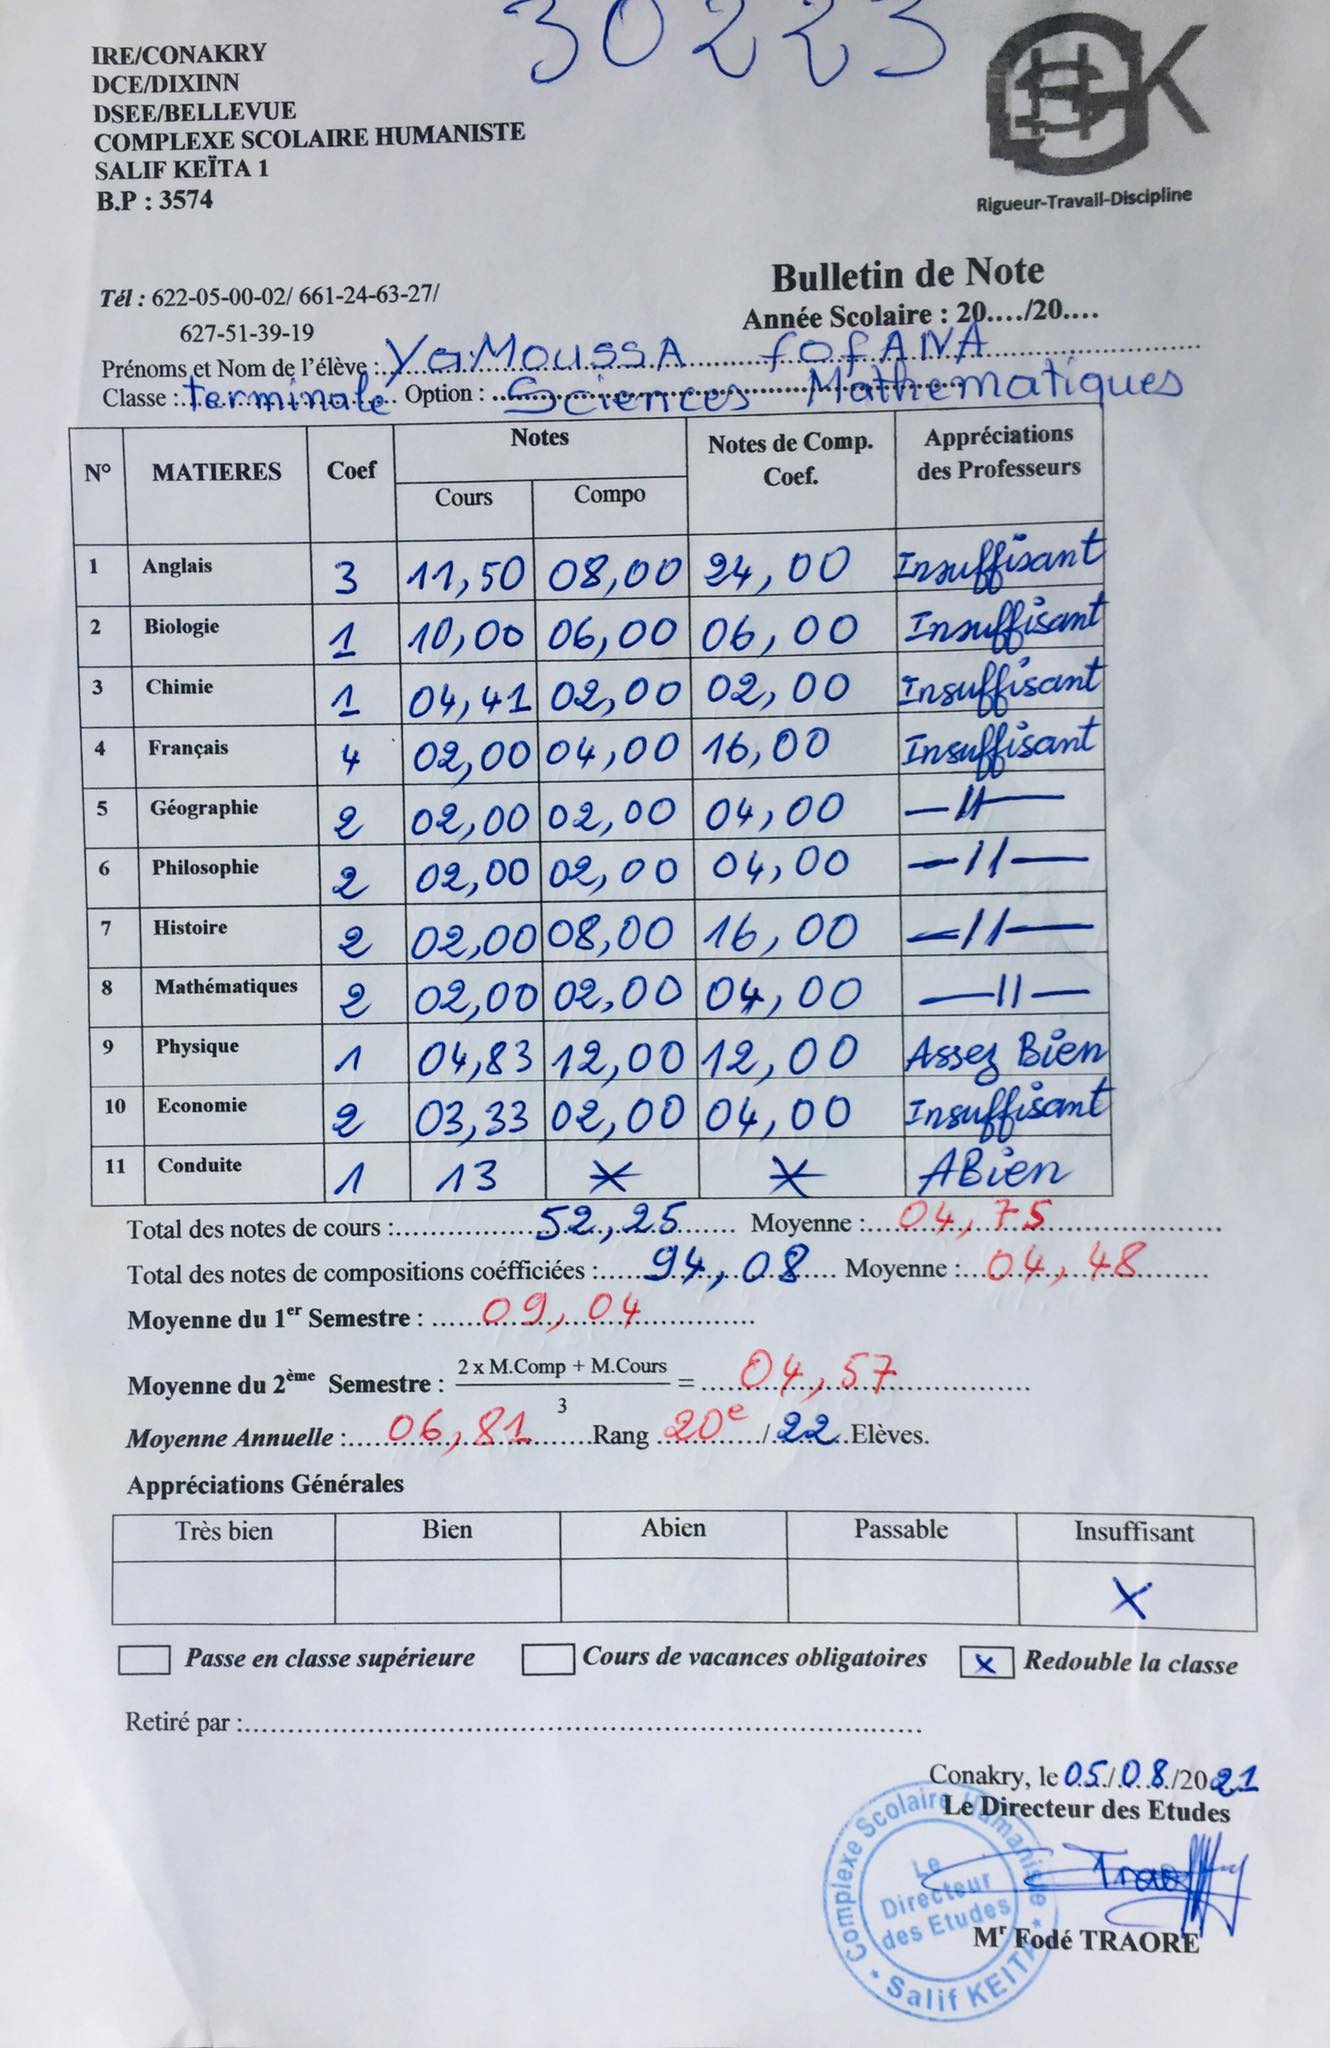 30223
IRE/CONAKRY
DCE/DIXINN
DSEE/BELLEVUE
COMPLEXE SCOLAIRE HUMANISTE
SALIF KEÏTA 1
B.P : 3574
Rigueur-Travail-Discipline
Bulletin de Note
Année Scolaire : 20..../20....
Tél : 622-05-00-02/ 661-24-63-27/
627-51-39-19
Prénoms et Nom de l'élève : YaMoussA fofANA
Classe : Terminale Option : Sciences Mathematiques
N° MATIERES Coef Notes Notes de Comp. Coef. Appréciations des Professeurs
Cours Compo
1 Anglais 3 11,50 08,00 24,00 Insuffisant
2 Biologie 1 10,00 06,00 06,00 Insuffisant
3 Chimie 1 04,41 02,00 02,00 Insuffisant
4 Français 4 02,00 04,00 16,00 Insuffisant
5 Géographie 2 02,00 02,00 04,00 —//—
6 Philosophie 2 02,00 02,00 04,00 —//—
7 Histoire 2 02,00 08,00 16,00 —//—
8 Mathématiques 2 02,00 02,00 04,00 —//—
9 Physique 1 04,83 12,00 12,00 Assez Bien
10 Economie 2 03,33 02,00 04,00 Insuffisant
11 Conduite 1 13 * * ABien
Total des notes de cours : 52,25 Moyenne : 04,75
Total des notes de compositions coéfficiées : 94,08 Moyenne : 04,48
Moyenne du 1er Semestre : 09,04
Moyenne du 2ème Semestre : 2 x M.Comp + M.Cours / 3 = 04,57
Moyenne Annuelle : 06,81 Rang 20e / 22 Elèves.
Appréciations Générales
Très bien Bien Abien Passable Insuffisant
X
Passe en classe supérieure Cours de vacances obligatoires x Redouble la classe
Retiré par :
Conakry, le 05/08/2021
Le Directeur des Etudes
Complexe Scolaire Humaniste
Le Directeur des Etudes
Salif KEITA
Traoré
Mr Fodé TRAORE